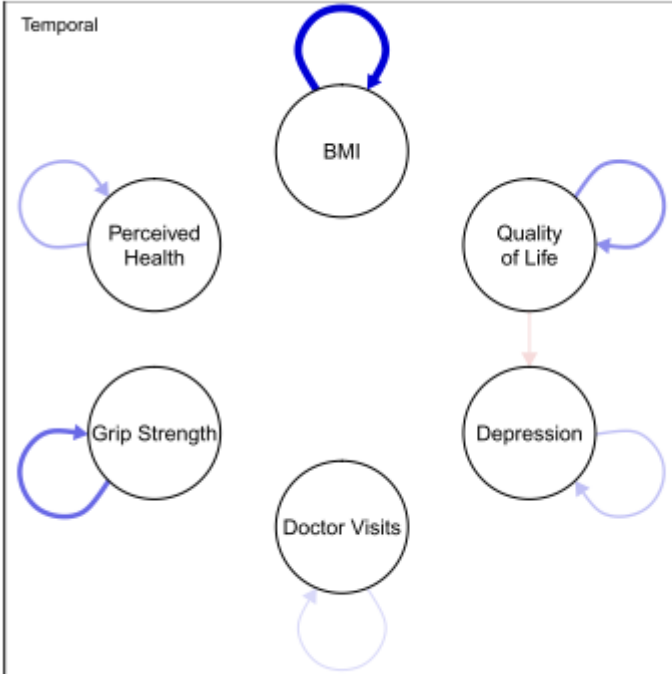 Temporal
BMI
Perceived
Health
Quality
of Life
Grip Strength
Depression
Doctor Visits